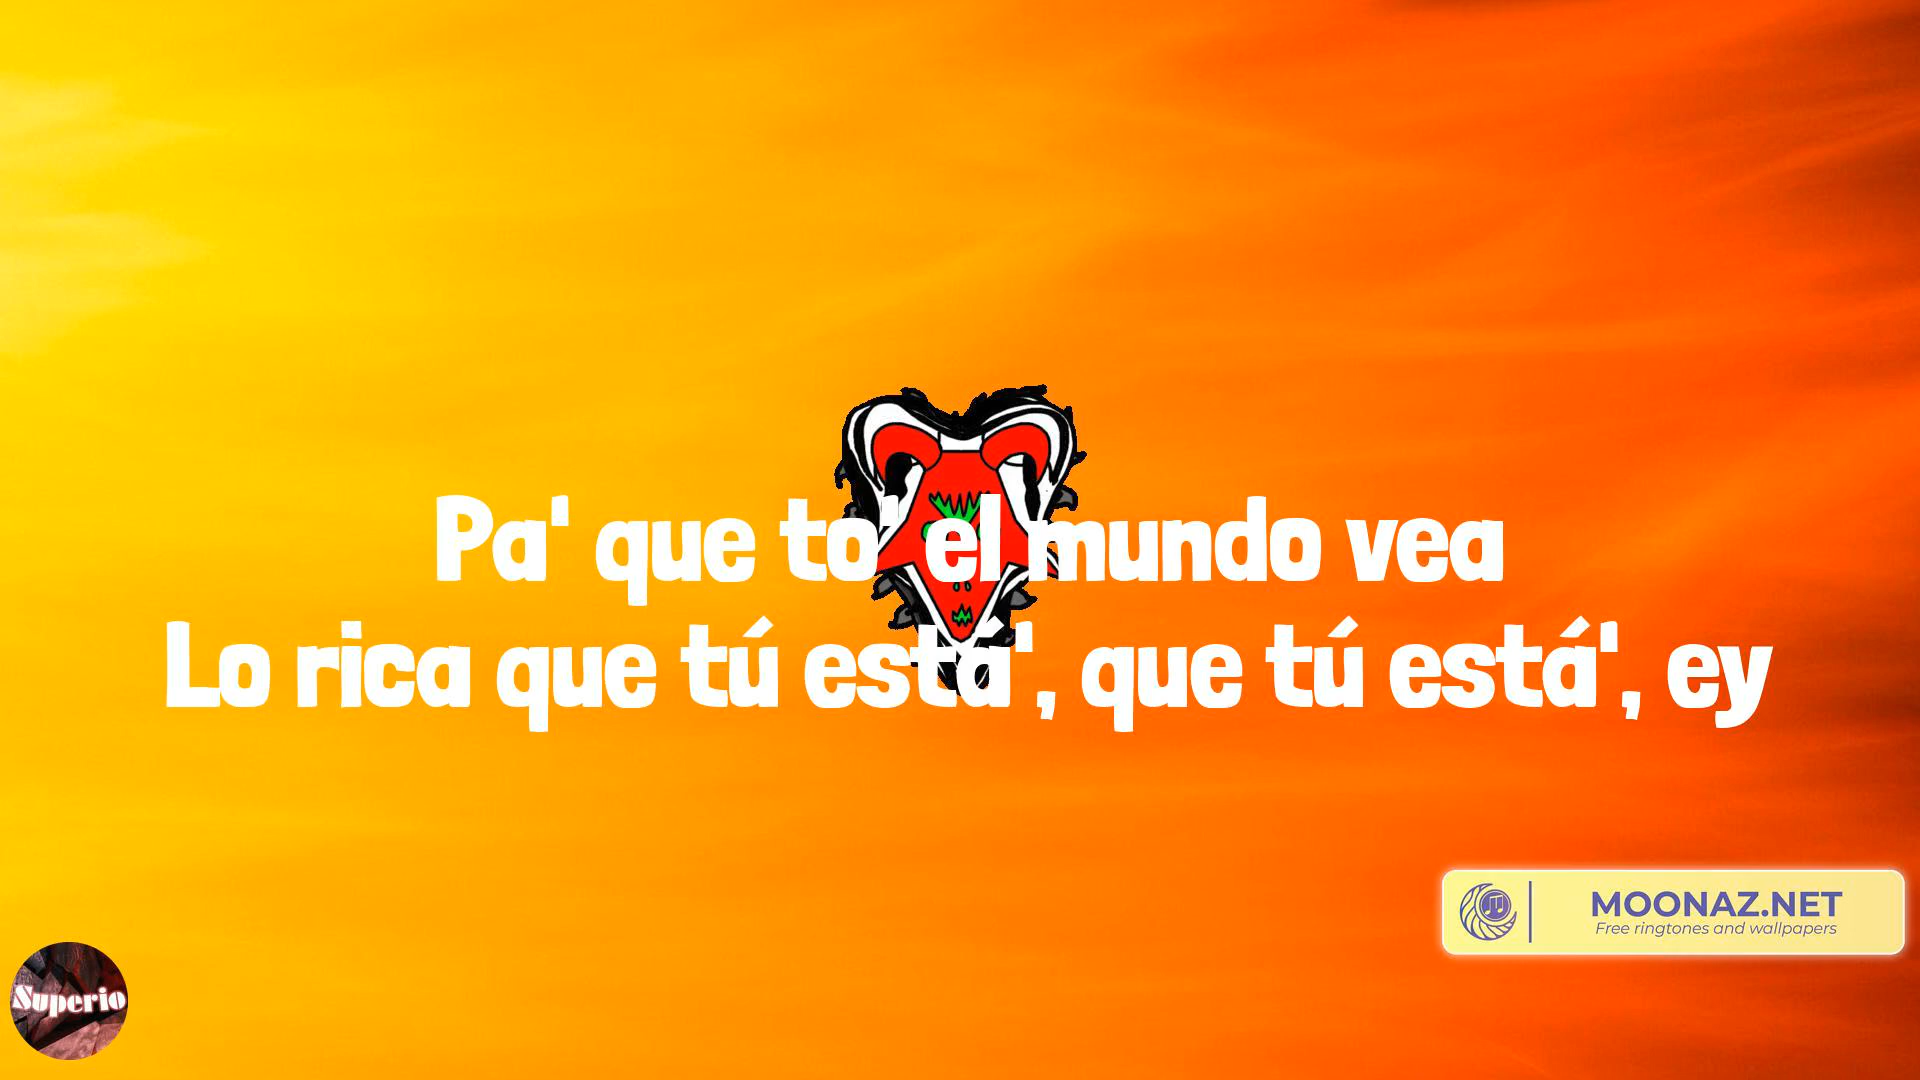 Pa' que to' el mundo vea
Lo rica que tú está', que tú está', ey
MOONAZ.NET
Free ringtones and wallpapers
Superio